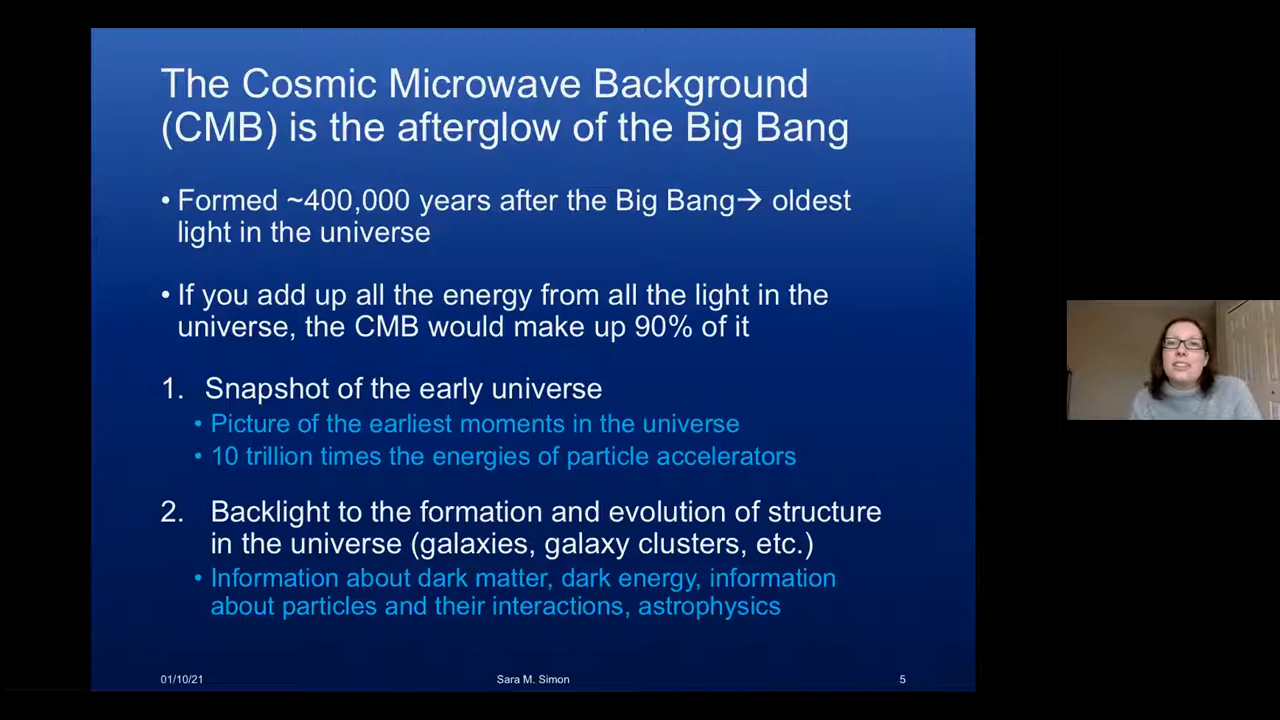 The Cosmic Microwave Background
(CMB) is the afterglow of the Big Bang
• Formed ~400,000 years after the Big Bang→ oldest
light in the universe
• If you add up all the energy from all the light in the
universe, the CMB would make up 90% of it
1. Snapshot of the early universe
• Picture of the earliest moments in the universe
• 10 trillion times the energies of particle accelerators
2. Backlight to the formation and evolution of structure
in the universe (galaxies, galaxy clusters, etc.)
• Information about dark matter, dark energy, information
about particles and their interactions, astrophysics
01/10/21 Sara M. Simon 5